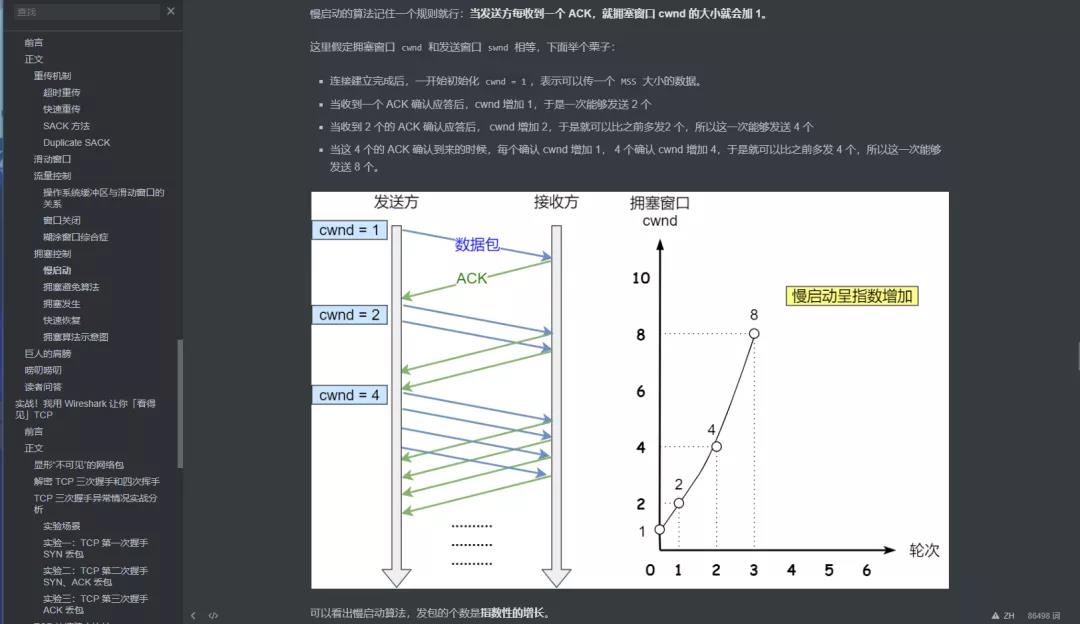 查找
前言
正文
重传机制
超时重传
快速重传
SACK 方法
Duplicate SACK
滑动窗口
流量控制
操作系统缓冲区与滑动窗口的
关系
窗口关闭
糊涂窗口综合症
拥塞控制
慢启动
拥塞避免算法
拥塞发生
快速恢复
拥塞算法示意图
巨人的肩膀
唠叨唠叨
读者问答
实战！我用 Wireshark 让你「看得
见」TCP
前言
正文
显形“不可见”的网络包
解密 TCP 三次握手和四次挥手
TCP 三次握手异常情况实战分
析
实验场景
实验一：TCP 第一次握手
SYN 丢包
实验二：TCP 第二次握手
SYN、ACK 丢包
实验三：TCP 第三次握手
ACK 丢包
慢启动的算法记住一个规则就行：当发送方每收到一个 ACK，就拥塞窗口 cwnd 的大小就会加 1。
这里假定拥塞窗口 cwnd 和发送窗口 swnd 相等，下面举个栗子：
连接建立完成后，一开始初始化 cwnd = 1 ，表示可以传一个 MSS 大小的数据。
当收到一个 ACK 确认应答后，cwnd 增加 1，于是一次能够发送 2 个
当收到 2 个的 ACK 确认应答后， cwnd 增加 2，于是就可以比之前多发2 个，所以这一次能够发送 4 个
当这 4 个的 ACK 确认到来的时候，每个确认 cwnd 增加 1， 4 个确认 cwnd 增加 4，于是就可以比之前多发 4 个，所以这一次能够
发送 8 个。
发送方
接收方
cwnd = 1
数据包
ACK
cwnd = 2
cwnd = 4
..........
..........
..........
拥塞窗口
cwnd
慢启动呈指数增加
10
8
6
4
2
1
8
4
2
0 1 2 3 4 5 6
轮次
可以看出慢启动算法，发包的个数是指数性的增长。
</> 
ZH
86498 词